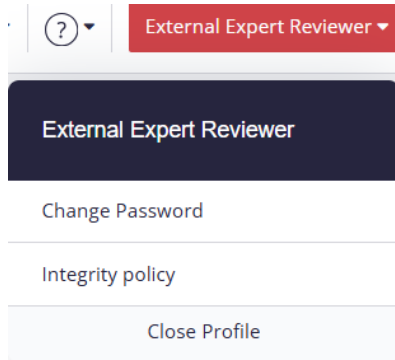 ?
External Expert Reviewer
External Expert Reviewer
Change Password
Integrity policy
Close Profile